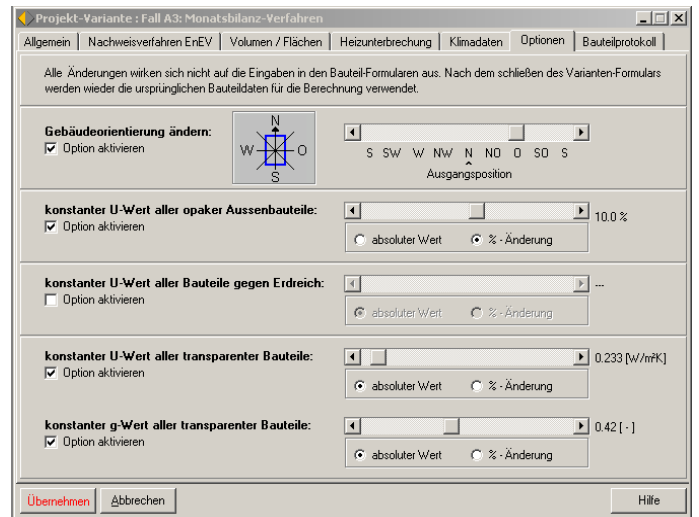 Projekt-Variante : Fall A3: Monatsbilanz-Verfahren
Allgemein Nachweisverfahren EnEV Volumen / Flächen Heizunterbrechung Klimadaten Optionen Bauteilprotokoll
Alle Änderungen wirken sich nicht auf die Eingaben in den Bauteil-Formularen aus. Nach dem schließen des Varianten-Formulars
werden wieder die ursprünglichen Bauteildaten für die Berechnung verwendet.
Gebäudeorientierung ändern:
Option aktivieren
N
W O
S
S SW W NW N NO O SO S
Ausgangsposition
konstanter U-Wert aller opaker Aussenbauteile:
Option aktivieren
10.0 %
absoluter Wert % - Änderung
konstanter U-Wert aller Bauteile gegen Erdreich:
Option aktivieren
---
absoluter Wert % - Änderung
konstanter U-Wert aller transparenter Bauteile:
Option aktivieren
0.233 [W/m²K]
absoluter Wert % - Änderung
konstanter g-Wert aller transparenter Bauteile:
Option aktivieren
0.42 [ - ]
absoluter Wert % - Änderung
Übernehmen Abbrechen Hilfe